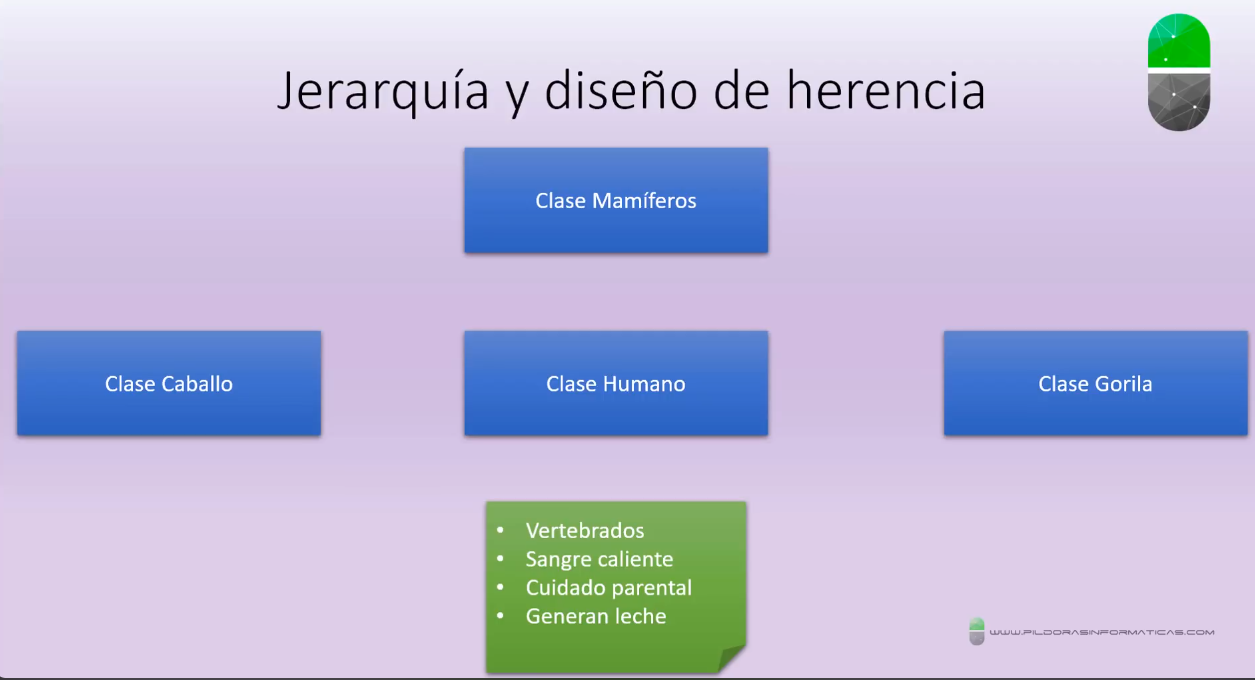 Jerarquía y diseño de herencia
Clase Mamíferos
Clase Caballo
Clase Humano
Clase Gorila
• Vertebrados
• Sangre caliente
• Cuidado parental
• Generan leche
WWW.PILDORASINFORMATICAS.COM